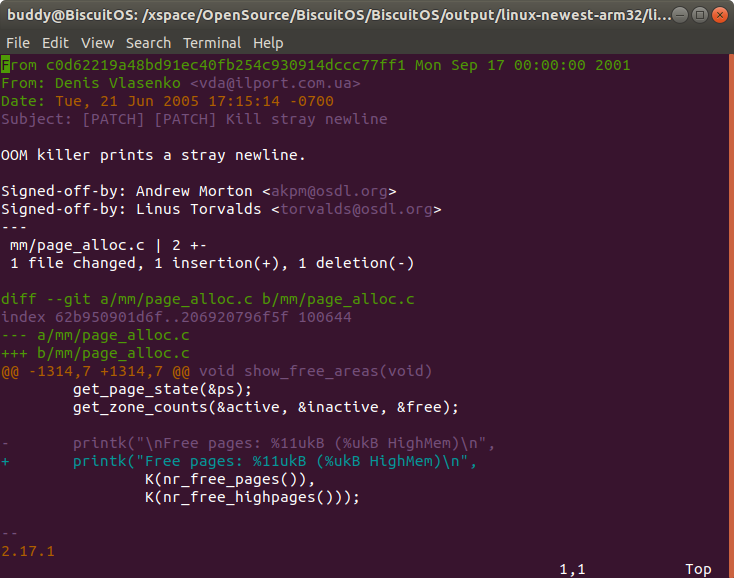 buddy@BiscuitOS: /xspace/OpenSource/BiscuitOS/BiscuitOS/output/linux-newest-arm32/li...
File Edit View Search Terminal Help
From c0d62219a48bd91ec40fb254c930914dccc77ff1 Mon Sep 17 00:00:00 2001
From: Denis Vlasenko <vda@ilport.com.ua>
Date: Tue, 21 Jun 2005 17:15:14 -0700
Subject: [PATCH] [PATCH] Kill stray newline

OOM killer prints a stray newline.

Signed-off-by: Andrew Morton <akpm@osdl.org>
Signed-off-by: Linus Torvalds <torvalds@osdl.org>
---
 mm/page_alloc.c | 2 +-
 1 file changed, 1 insertion(+), 1 deletion(-)

diff --git a/mm/page_alloc.c b/mm/page_alloc.c
index 62b950901d6f..206920796f5f 100644
--- a/mm/page_alloc.c
+++ b/mm/page_alloc.c
@@ -1314,7 +1314,7 @@ void show_free_areas(void)
        get_page_state(&ps);
        get_zone_counts(&active, &inactive, &free);

-       printk("\nFree pages: %11ukB (%ukB HighMem)\n",
+       printk("Free pages: %11ukB (%ukB HighMem)\n",
                K(nr_free_pages()),
                K(nr_free_highpages()));

--
2.17.1
1,1 Top